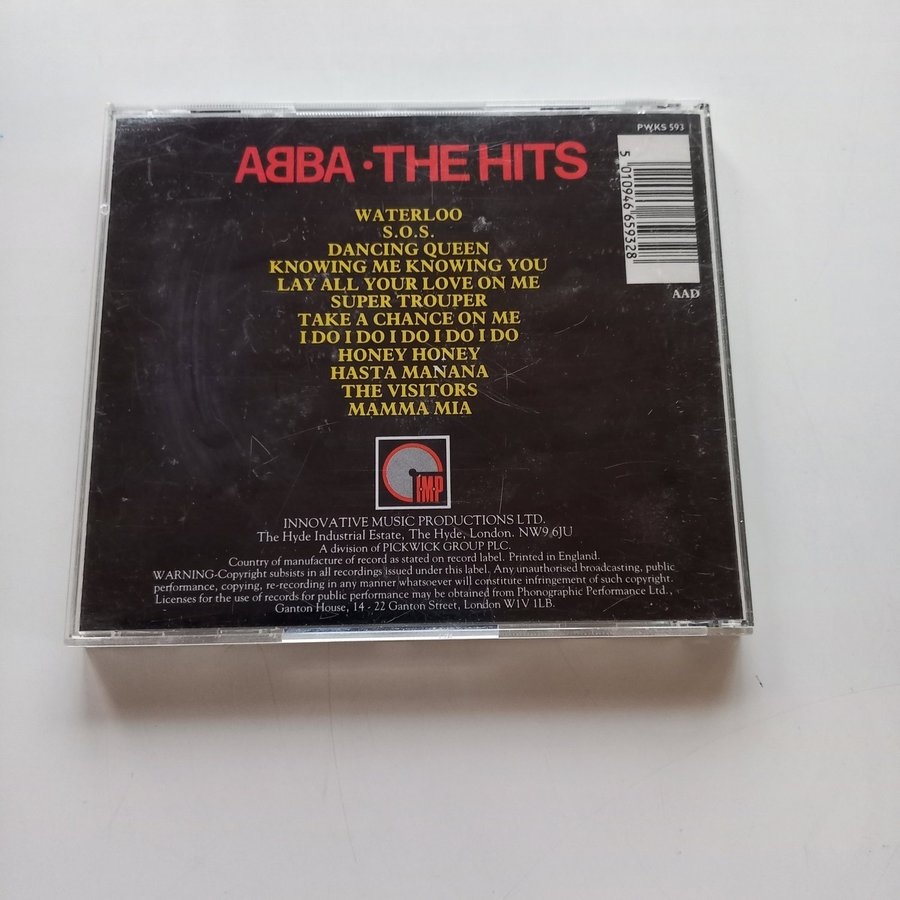 PWKS 593
ABBA · THE HITS
5 010946 659328
AAD
WATERLOO
S.O.S.
DANCING QUEEN
KNOWING ME KNOWING YOU
LAY ALL YOUR LOVE ON ME
SUPER TROUPER
TAKE A CHANCE ON ME
I DO I DO I DO I DO I DO
HONEY HONEY
HASTA MANANA
THE VISITORS
MAMMA MIA
I·M·P
INNOVATIVE MUSIC PRODUCTIONS LTD.
The Hyde Industrial Estate, The Hyde, London. NW9 6JU
A division of PICKWICK GROUP PLC.
Country of manufacture of record as stated on record label. Printed in England.
WARNING-Copyright subsists in all recordings issued under this label. Any unauthorised broadcasting, public
performance, copying, re-recording in any manner whatsoever will constitute infringement of such copyright.
Licenses for the use of records for public performance may be obtained from Phonographic Performance Ltd.,
Ganton House, 14 - 22 Ganton Street, London W1V 1LB.